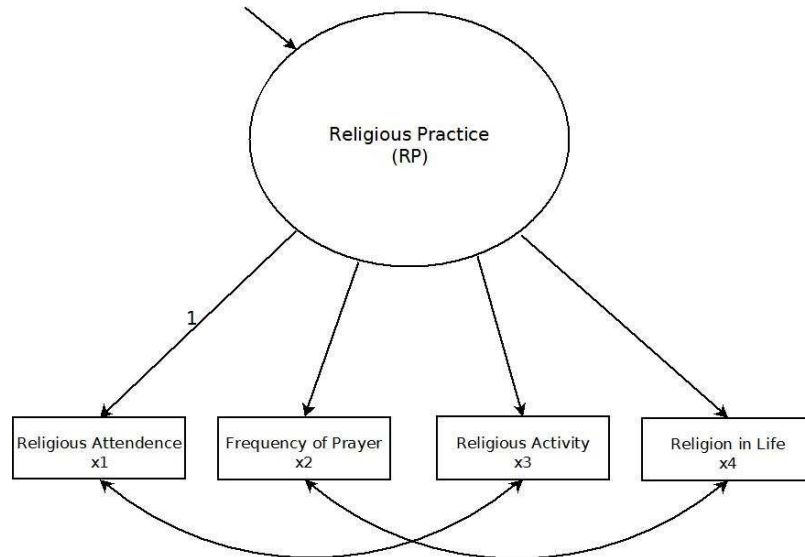 Religious Practice
(RP)
1
Religious Attendence
x1
Frequency of Prayer
x2
Religious Activity
x3
Religion in Life
x4